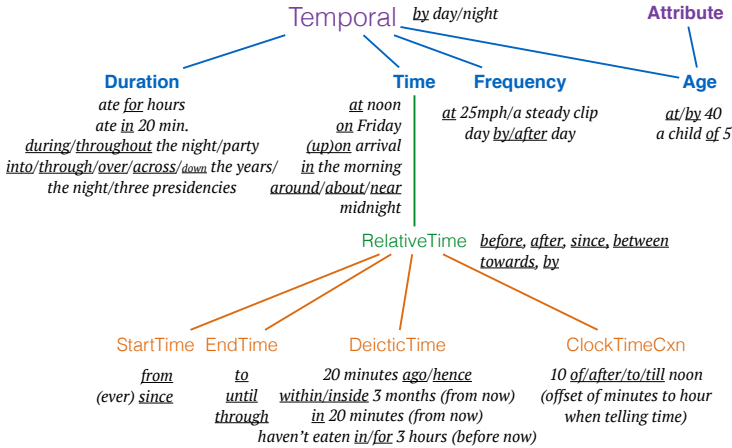 Temporal by day/night Attribute
Duration Time Frequency Age
ate for hours
ate in 20 min.
during/throughout the night/party
into/through/over/across/down the years/
the night/three presidencies
at noon
on Friday
(up)on arrival
in the morning
around/about/near
midnight
at 25mph/a steady clip
day by/after day
at/by 40
a child of 5
RelativeTime before, after, since, between
towards, by
StartTime EndTime DeicticTime ClockTimeCxn
from
(ever) since
to
until
through
20 minutes ago/hence
within/inside 3 months (from now)
in 20 minutes (from now)
haven't eaten in/for 3 hours (before now)
10 of/after/to/till noon
(offset of minutes to hour
when telling time)